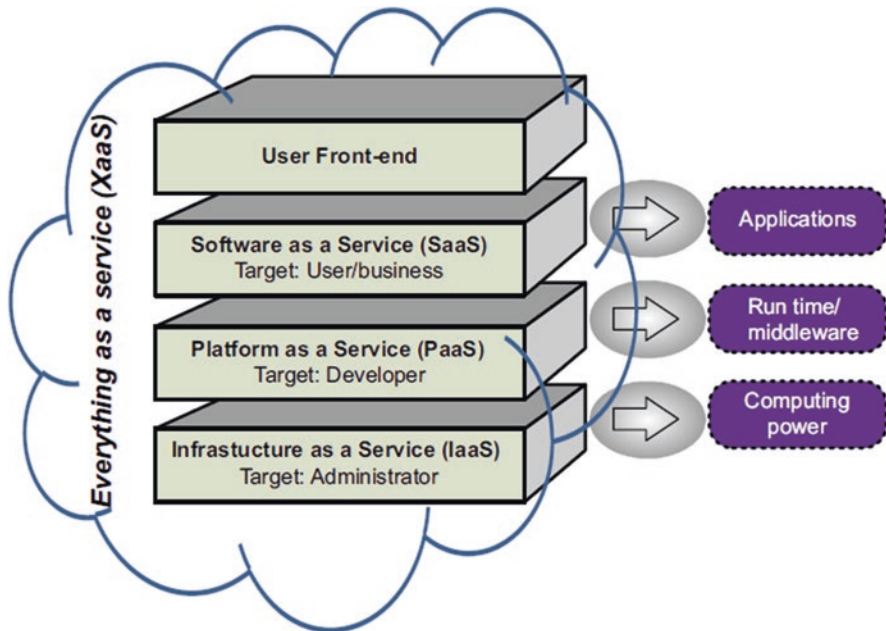 Everything as a service (XaaS)
User Front-end
Software as a Service (SaaS)
Target: User/business
Applications
Platform as a Service (PaaS)
Target: Developer
Run time/
middleware
Infrastucture as a Service (IaaS)
Target: Administrator
Computing
power